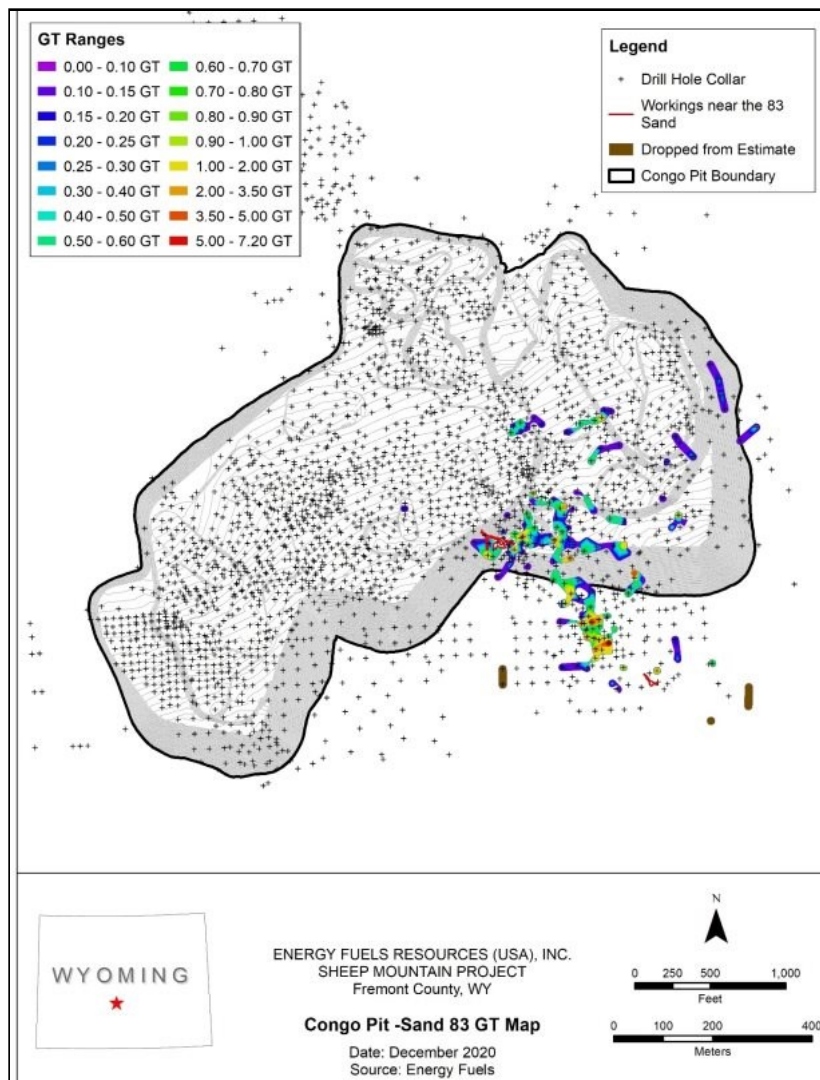 GT Ranges
0.00 - 0.10 GT
0.10 - 0.15 GT
0.15 - 0.20 GT
0.20 - 0.25 GT
0.25 - 0.30 GT
0.30 - 0.40 GT
0.40 - 0.50 GT
0.50 - 0.60 GT
0.60 - 0.70 GT
0.70 - 0.80 GT
0.80 - 0.90 GT
0.90 - 1.00 GT
1.00 - 2.00 GT
2.00 - 3.50 GT
3.50 - 5.00 GT
5.00 - 7.20 GT
Legend
Drill Hole Collar
Workings near the 83
Sand
Dropped from Estimate
Congo Pit Boundary
WYOMING
ENERGY FUELS RESOURCES (USA), INC.
SHEEP MOUNTAIN PROJECT
Fremont County, WY
Congo Pit -Sand 83 GT Map
Date: December 2020
Source: Energy Fuels
N
0 250 500 1,000
Feet
0 100 200 400
Meters